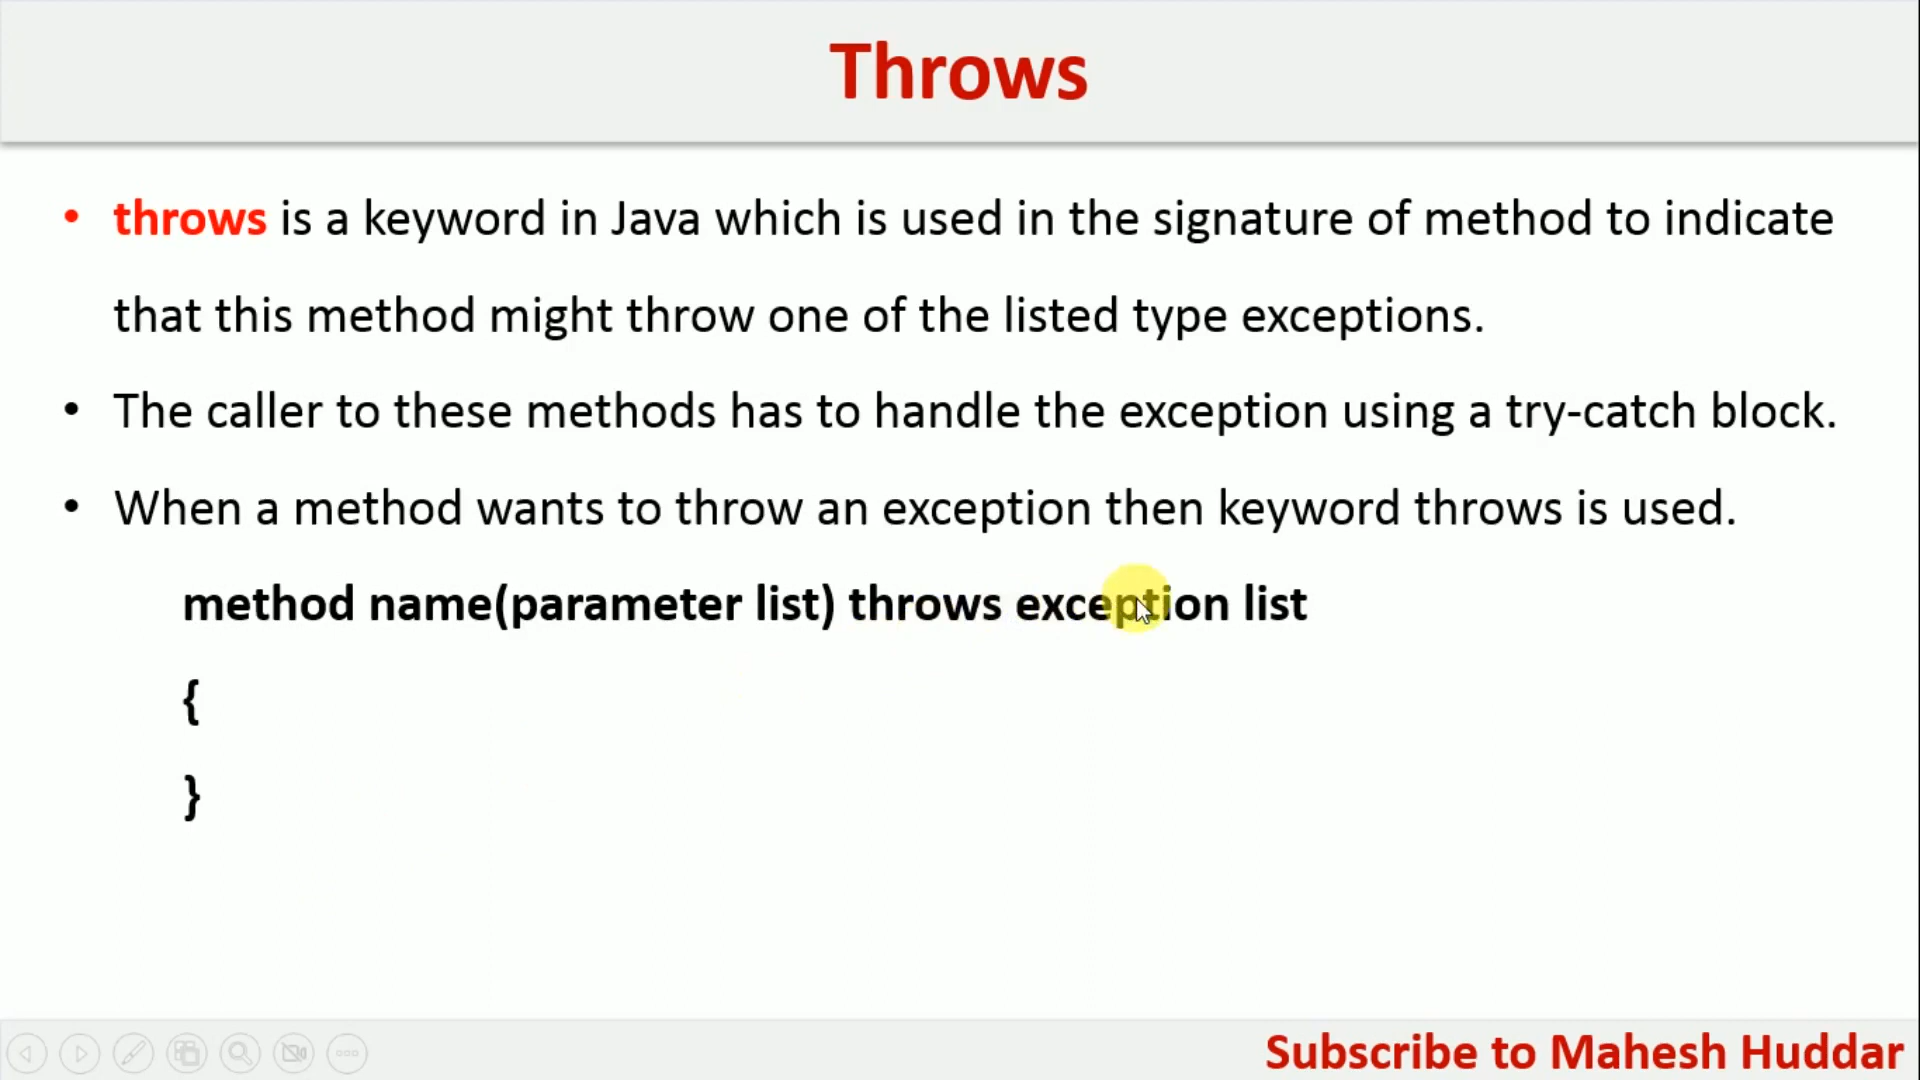 Throws
• throws is a keyword in Java which is used in the signature of method to indicate
that this method might throw one of the listed type exceptions.
• The caller to these methods has to handle the exception using a try-catch block.
• When a method wants to throw an exception then keyword throws is used.
method name(parameter list) throws exception list
{
}
Subscribe to Mahesh Huddar